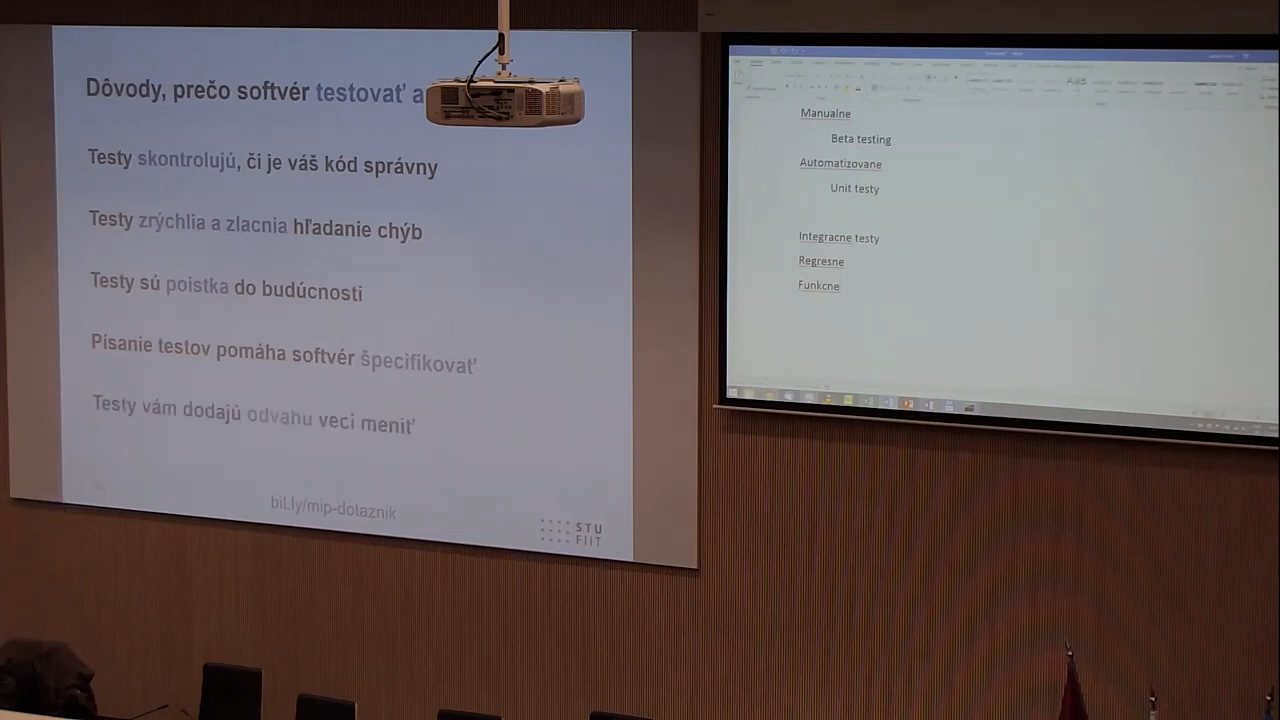 Dôvody, prečo softvér testovať a
Testy skontrolujú, či je váš kód správny
Testy zrýchlia a zlacnia hľadanie chýb
Testy sú poistka do budúcnosti
Písanie testov pomáha softvér špecifikovať
Testy vám dodajú odvahu veci meniť
bit.ly/mip-dotaznik
STU
FIIT
Manualne
Beta testing
Automatizovane
Unit testy
Integracne testy
Regresne
Funkcne